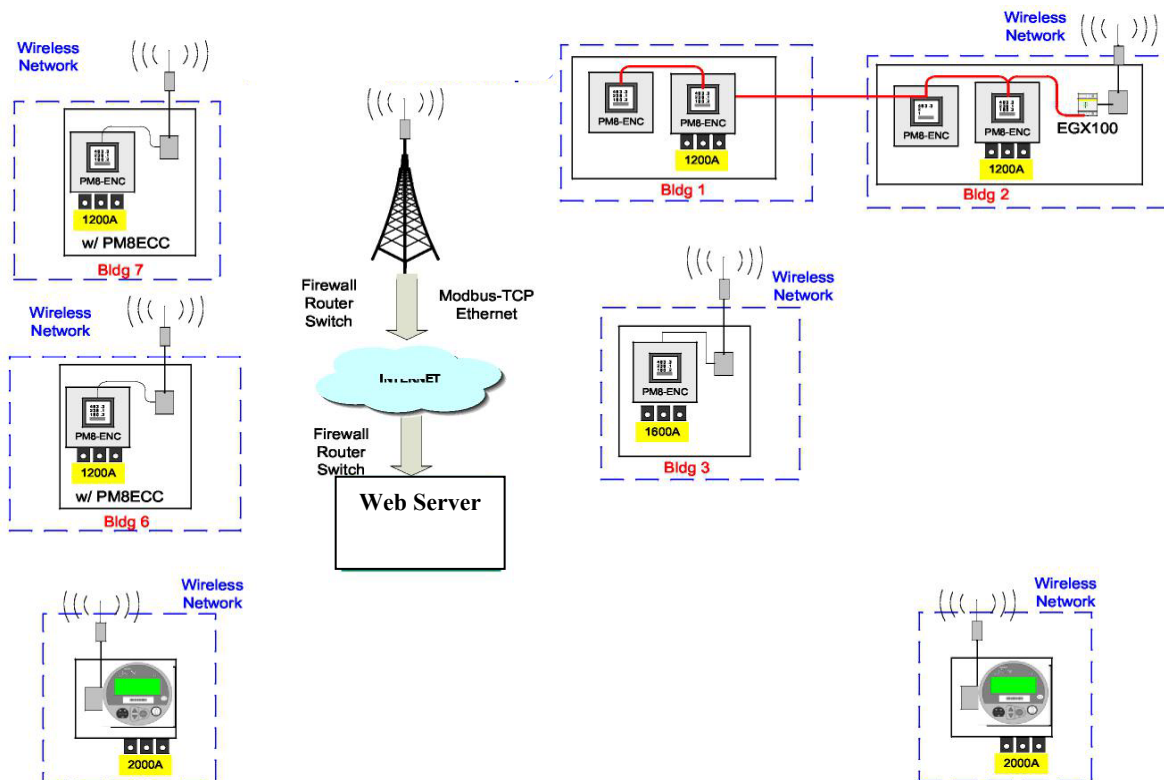 Wireless
Network
PM8-ENC
1200A
w/ PM8ECC
Bldg 7
Wireless
Network
PM8-ENC
1200A
w/ PM8ECC
Bldg 6
Wireless
Network
2000A
Firewall
Router
Switch
Modbus-TCP
Ethernet
INTERNET
Firewall
Router
Switch
Web Server
PM8-ENC
PM8-ENC
1200A
Bldg 1
Wireless
Network
PM8-ENC
PM8-ENC
EGX100
1200A
Bldg 2
Wireless
Network
PM8-ENC
1600A
Bldg 3
Wireless
Network
2000A